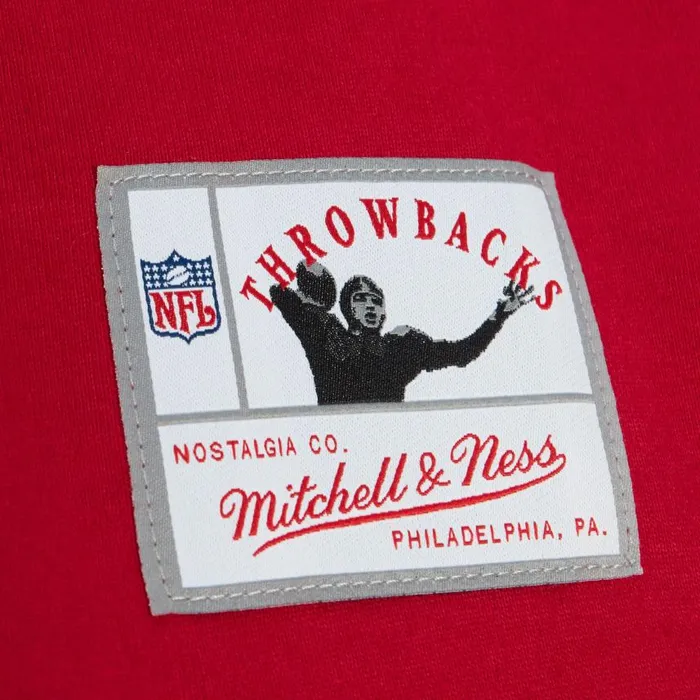 THROWBACKS
NFL
NOSTALGIA CO.
Mitchell & Ness
PHILADELPHIA, PA.